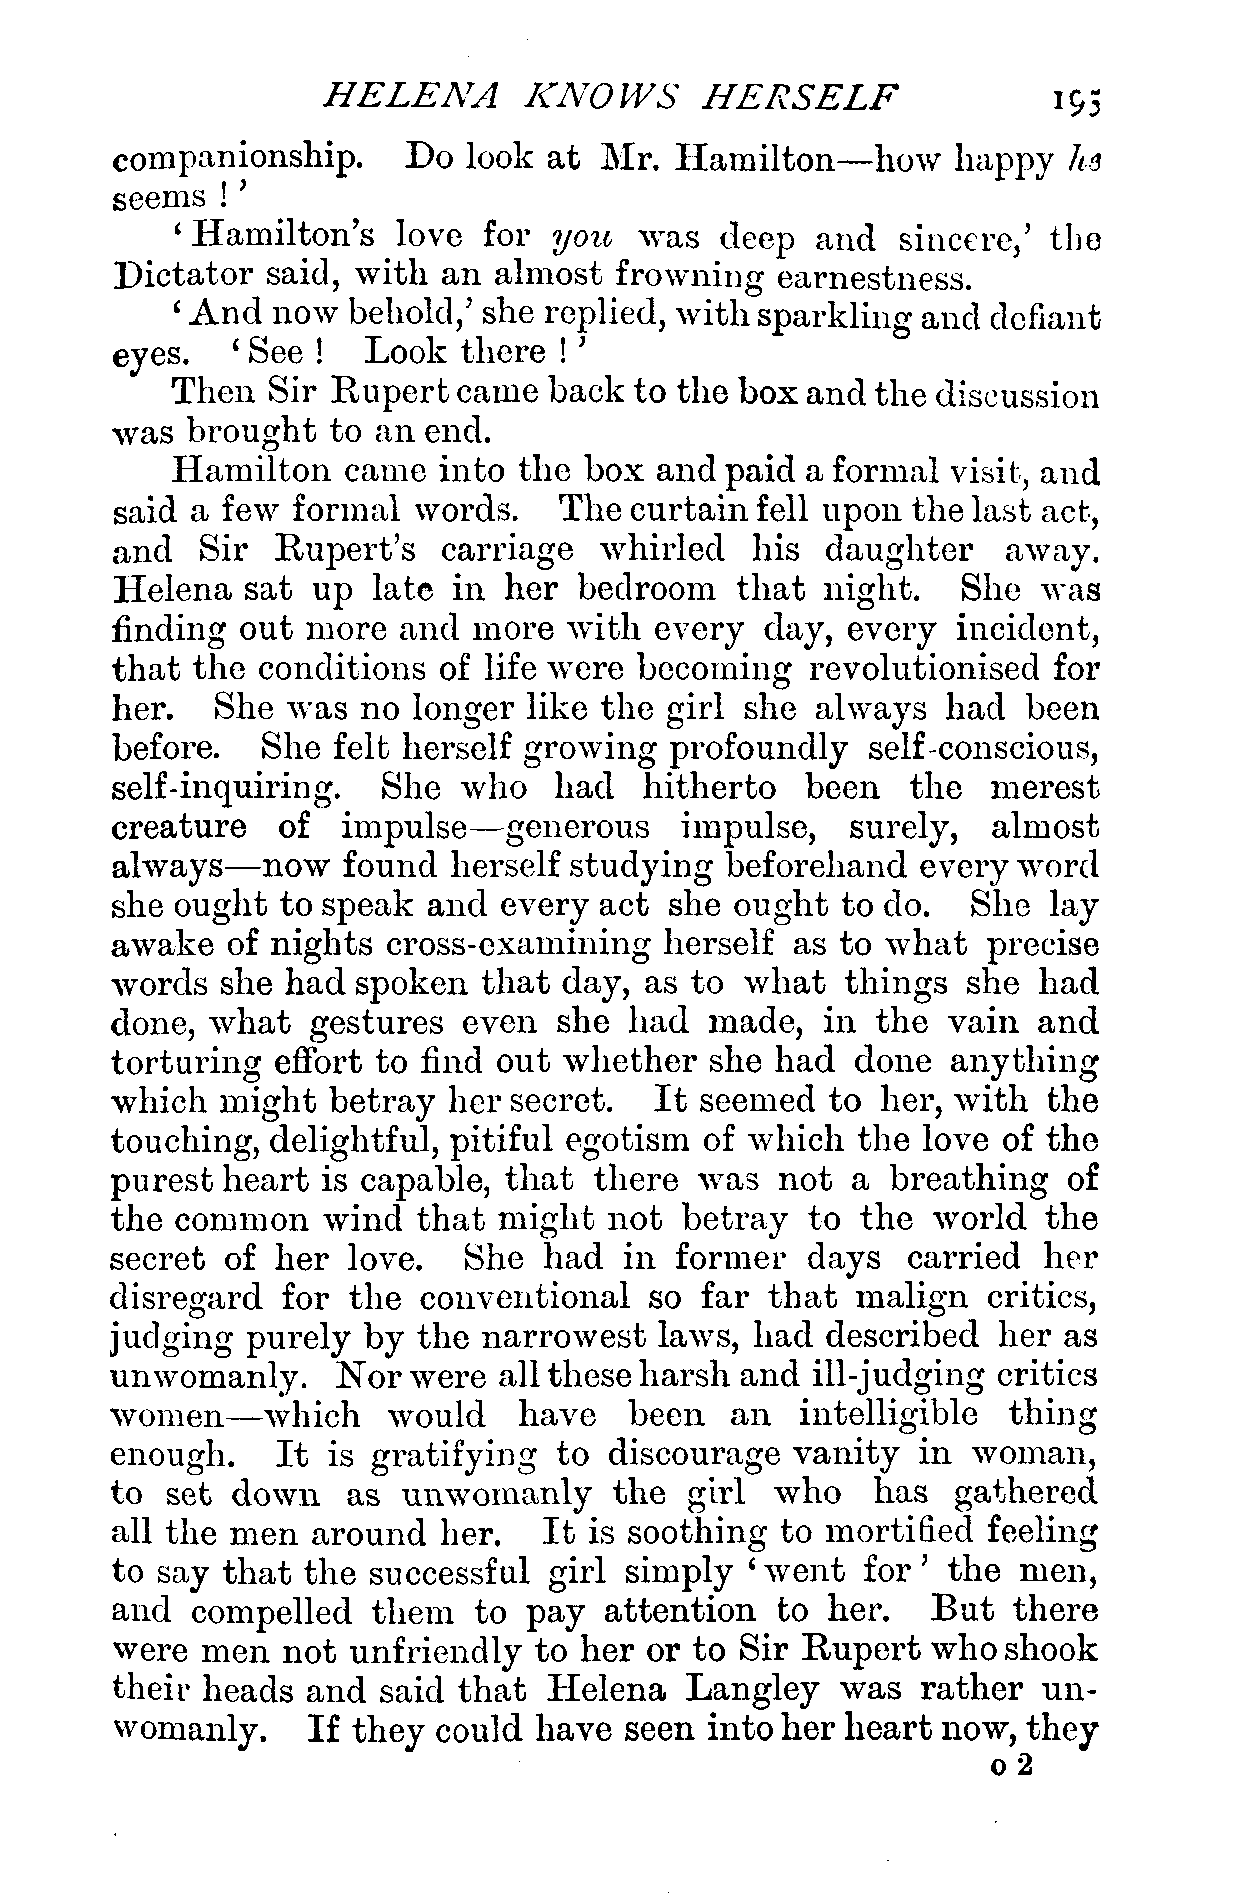 HELENA KNOWS HERSELF 195
companionship. Do look at Mr. Hamilton—how happy he
seems ! ’
‘ Hamilton’s love for you was deep and sincere,’ the
Dictator said, with an almost frowning earnestness.
‘ And now behold,’ she replied, with sparkling and defiant
eyes. ‘ See ! Look there ! ’
Then Sir Rupert came back to the box and the discussion
was brought to an end.
Hamilton came into the box and paid a formal visit, and
said a few formal words. The curtain fell upon the last act,
and Sir Rupert’s carriage whirled his daughter away.
Helena sat up late in her bedroom that night. She was
finding out more and more with every day, every incident,
that the conditions of life were becoming revolutionised for
her. She was no longer like the girl she always had been
before. She felt herself growing profoundly self-conscious,
self-inquiring. She who had hitherto been the merest
creature of impulse—generous impulse, surely, almost
always—now found herself studying beforehand every word
she ought to speak and every act she ought to do. She lay
awake of nights cross-examining herself as to what precise
words she had spoken that day, as to what things she had
done, what gestures even she had made, in the vain and
torturing effort to find out whether she had done anything
which might betray her secret. It seemed to her, with the
touching, delightful, pitiful egotism of which the love of the
purest heart is capable, that there was not a breathing of
the common wind that might not betray to the world the
secret of her love. She had in former days carried her
disregard for the conventional so far that malign critics,
judging purely by the narrowest laws, had described her as
unwomanly. Nor were all these harsh and ill-judging critics
women—which would have been an intelligible thing
enough. It is gratifying to discourage vanity in woman,
to set down as unwomanly the girl who has gathered
all the men around her. It is soothing to mortified feeling
to say that the successful girl simply ‘ went for ’ the men,
and compelled them to pay attention to her. But there
were men not unfriendly to her or to Sir Rupert who shook
their heads and said that Helena Langley was rather un-
womanly. If they could have seen into her heart now, they
o 2